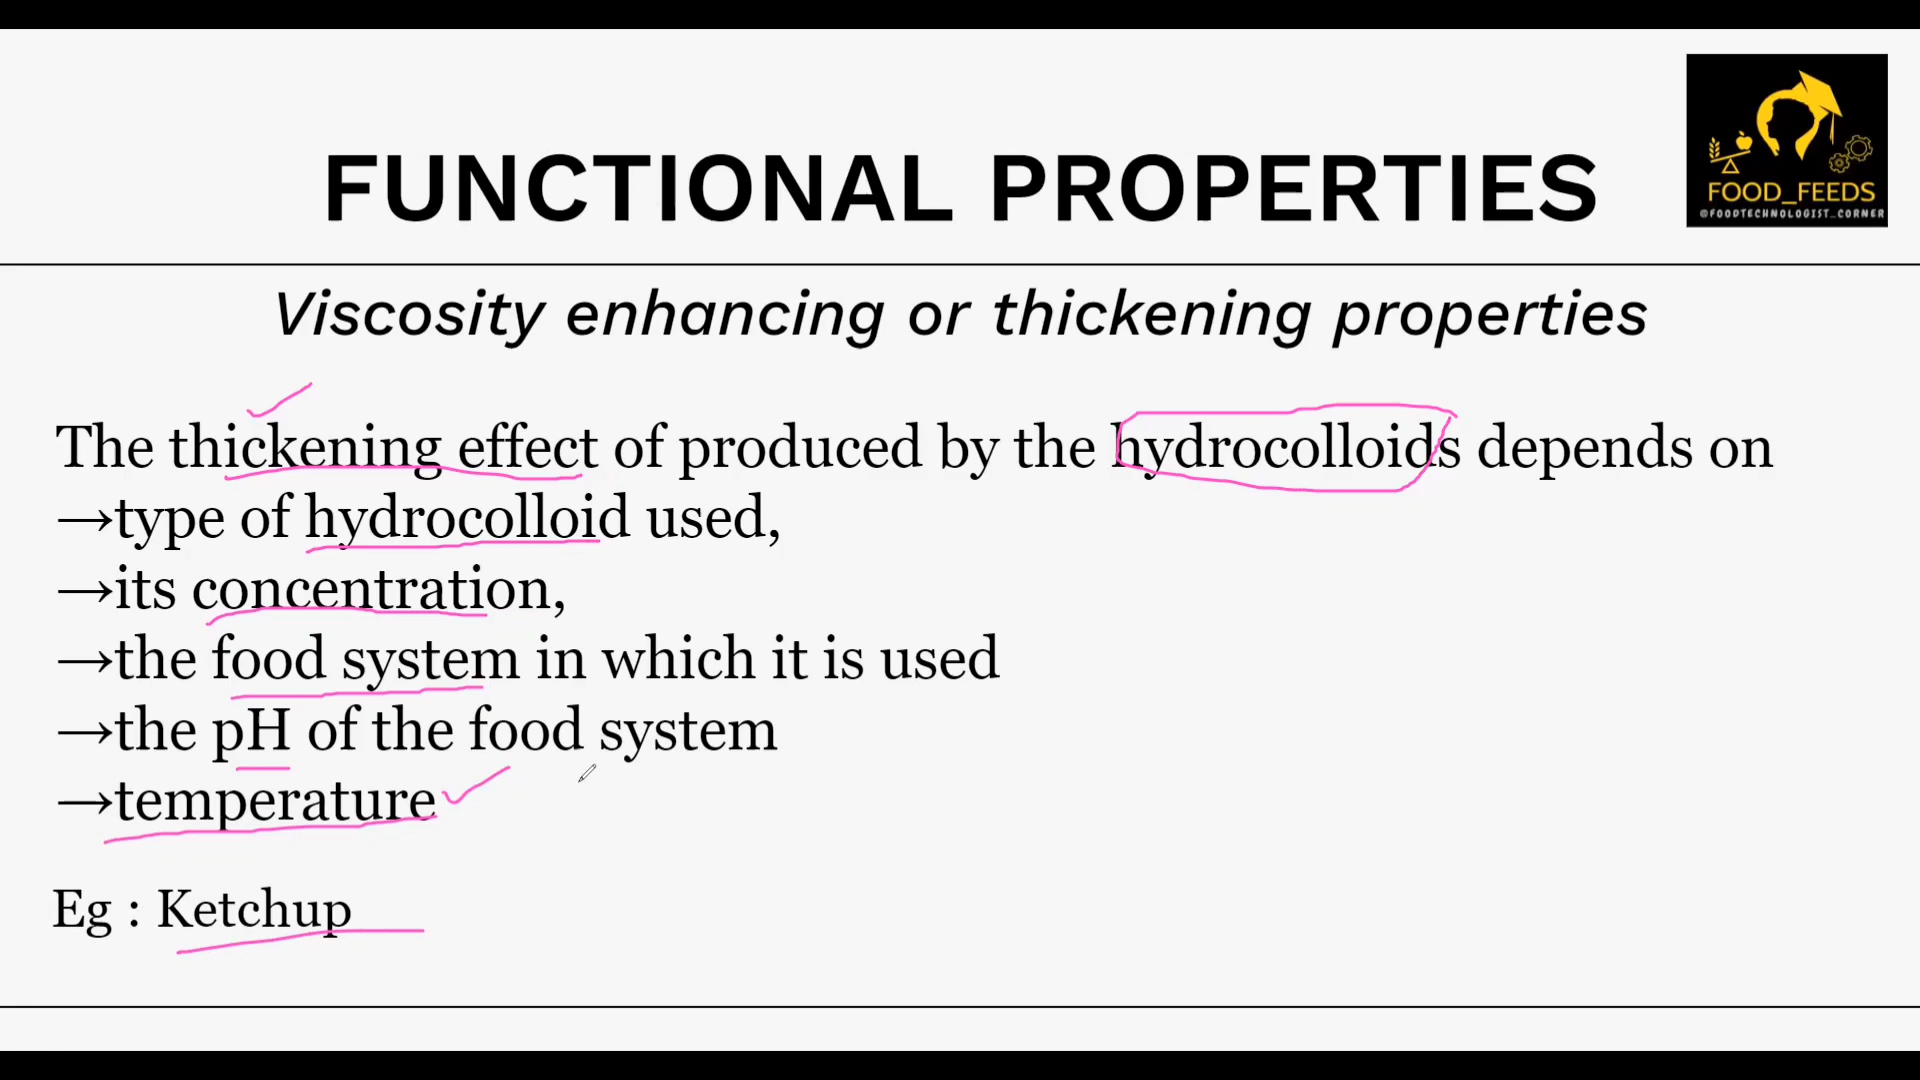 FOOD_FEEDS
@FOODTECHNOLOGIST_CORNER
FUNCTIONAL PROPERTIES
Viscosity enhancing or thickening properties
The thickening effect of produced by the hydrocolloids depends on
→type of hydrocolloid used,
→its concentration,
→the food system in which it is used
→the pH of the food system
→temperature
Eg : Ketchup